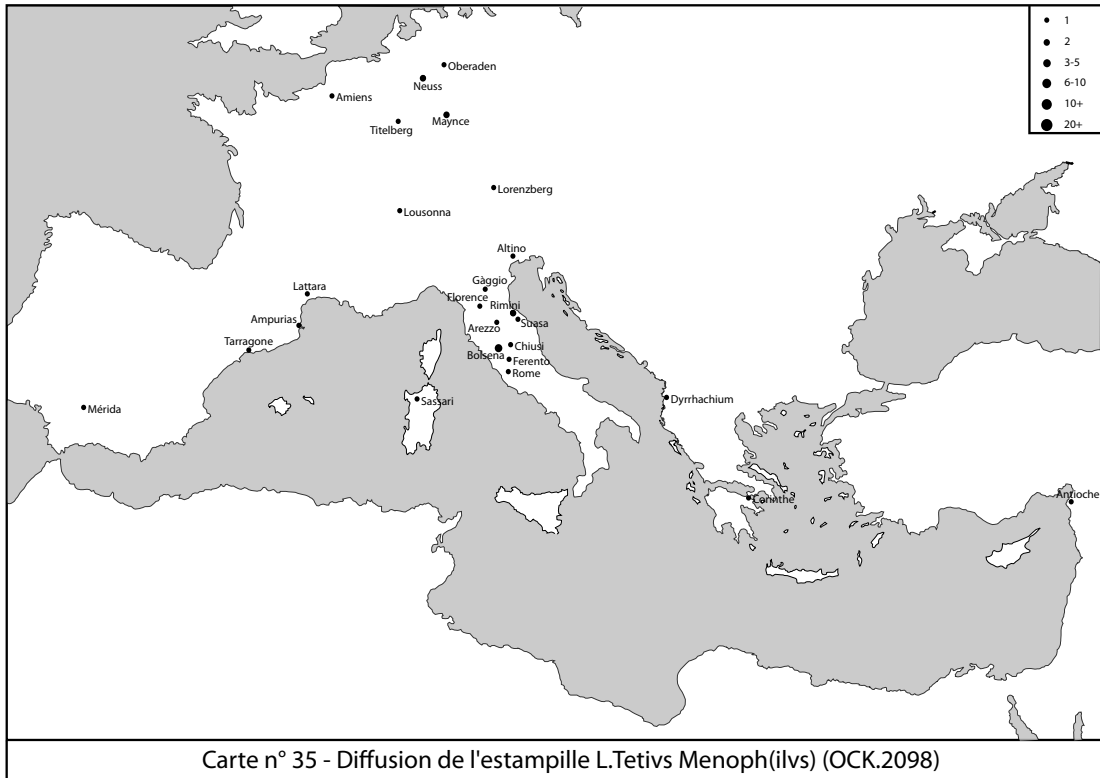 1
2
3-5
6-10
10+
20+
Oberaden
Neuss
Amiens
Maynce
Titelberg
Lorenzberg
Lousonna
Altino
Gàggio
Lattara
Florence
Rimini
Ampurias
Suasa
Arezzo
Tarragone
Chiusi
Bolsena
Ferento
Rome
Mérida
Sassari
Dyrrhachium
Corinthe
Antioche
Carte n° 35 - Diffusion de l'estampille L.Tetivs Menoph(ilvs) (OCK.2098)